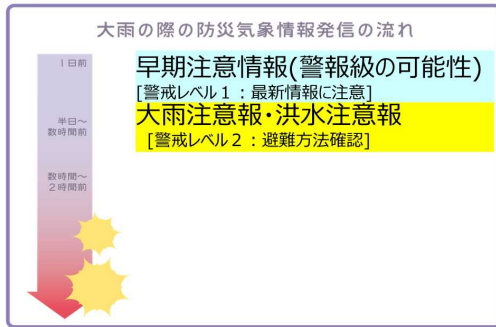 大雨の際の防災気象情報発信の流れ
1日前
早期注意情報(警報級の可能性)
[警戒レベル1：最新情報に注意]
大雨注意報・洪水注意報
半日～
数時間前
[警戒レベル2：避難方法確認]
数時間～
2時間前